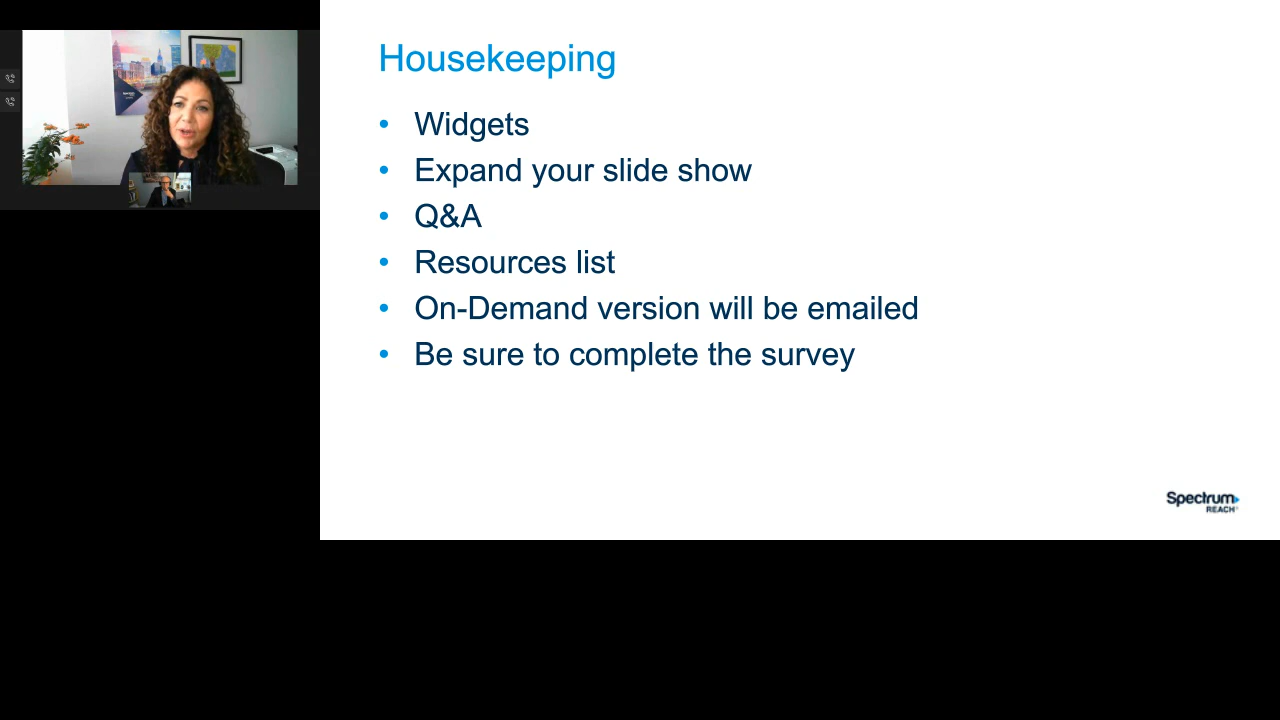 Housekeeping
• Widgets
• Expand your slide show
• Q&A
• Resources list
• On-Demand version will be emailed
• Be sure to complete the survey
Spectrum
REACH